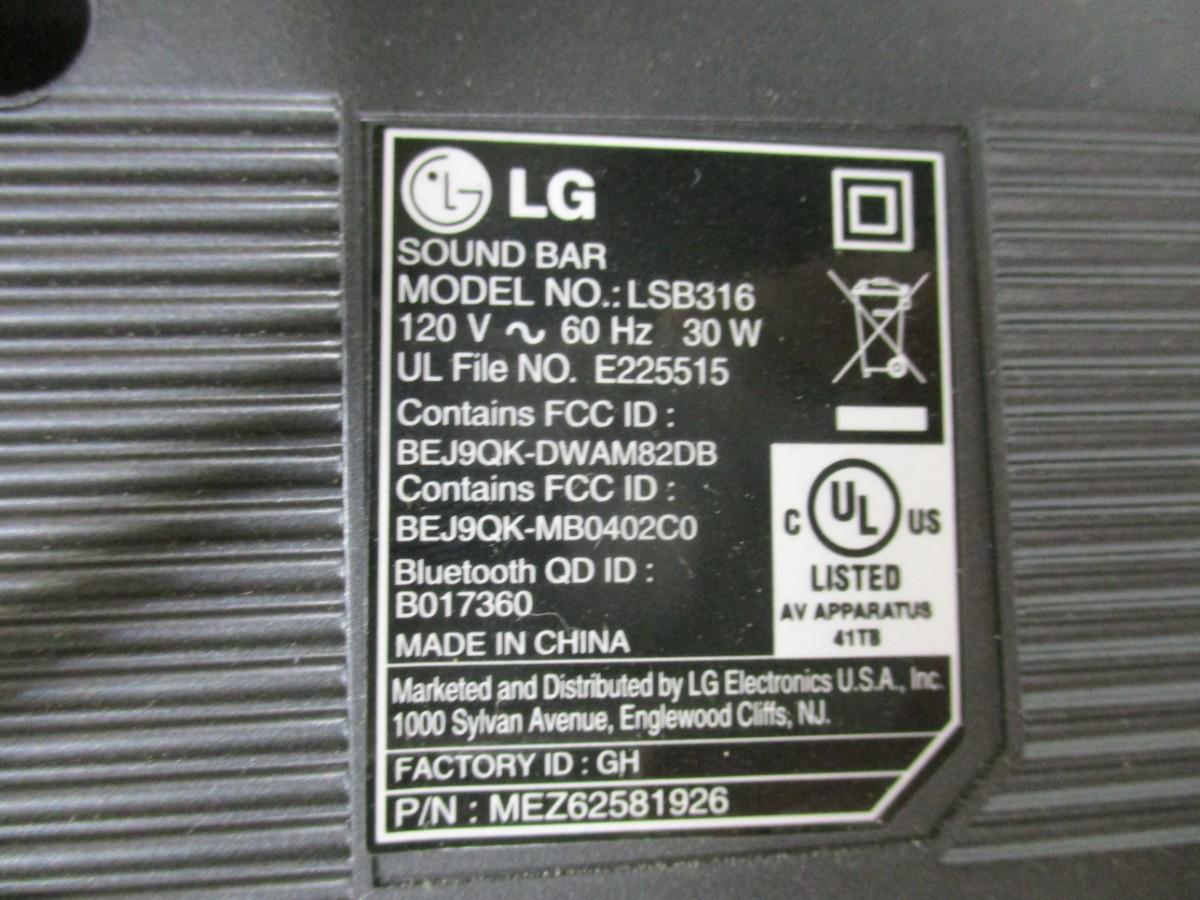 LG
SOUND BAR
MODEL NO.: LSB316
120 V ∿ 60 Hz 30 W
UL File NO. E225515
Contains FCC ID :
BEJ9QK-DWAM82DB
Contains FCC ID :
BEJ9QK-MB0402C0
Bluetooth QD ID :
B017360
MADE IN CHINA
C UL US
LISTED
AV APPARATUS
41TB
Marketed and Distributed by LG Electronics U.S.A., Inc.
1000 Sylvan Avenue, Englewood Cliffs, NJ.
FACTORY ID : GH
P/N : MEZ62581926